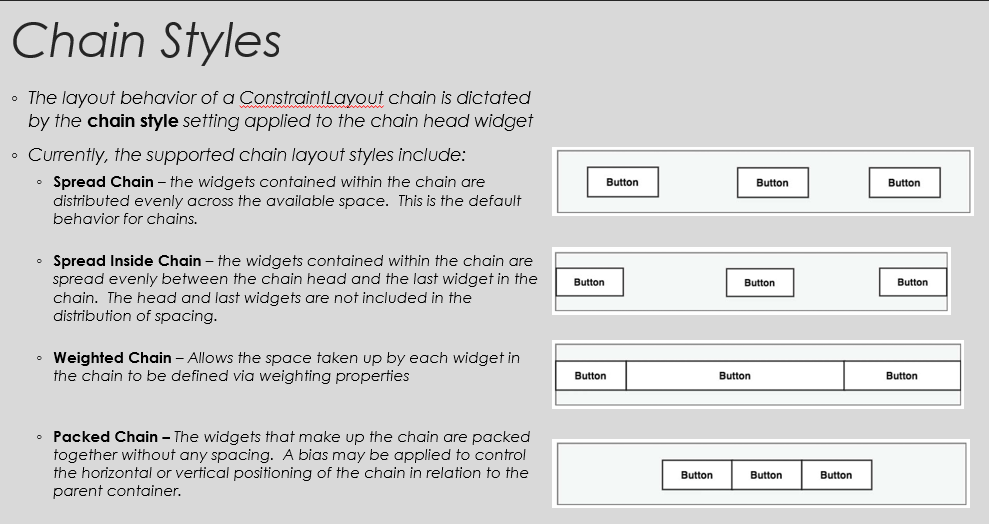 Chain Styles
◦ The layout behavior of a ConstraintLayout chain is dictated
by the chain style setting applied to the chain head widget
◦ Currently, the supported chain layout styles include:
◦ Spread Chain – the widgets contained within the chain are
distributed evenly across the available space. This is the default
behavior for chains.
Button Button Button
◦ Spread Inside Chain – the widgets contained within the chain are
spread evenly between the chain head and the last widget in the
chain. The head and last widgets are not included in the
distribution of spacing.
Button Button Button
◦ Weighted Chain – Allows the space taken up by each widget in
the chain to be defined via weighting properties
Button Button Button
◦ Packed Chain – The widgets that make up the chain are packed
together without any spacing. A bias may be applied to control
the horizontal or vertical positioning of the chain in relation to the
parent container.
Button Button Button